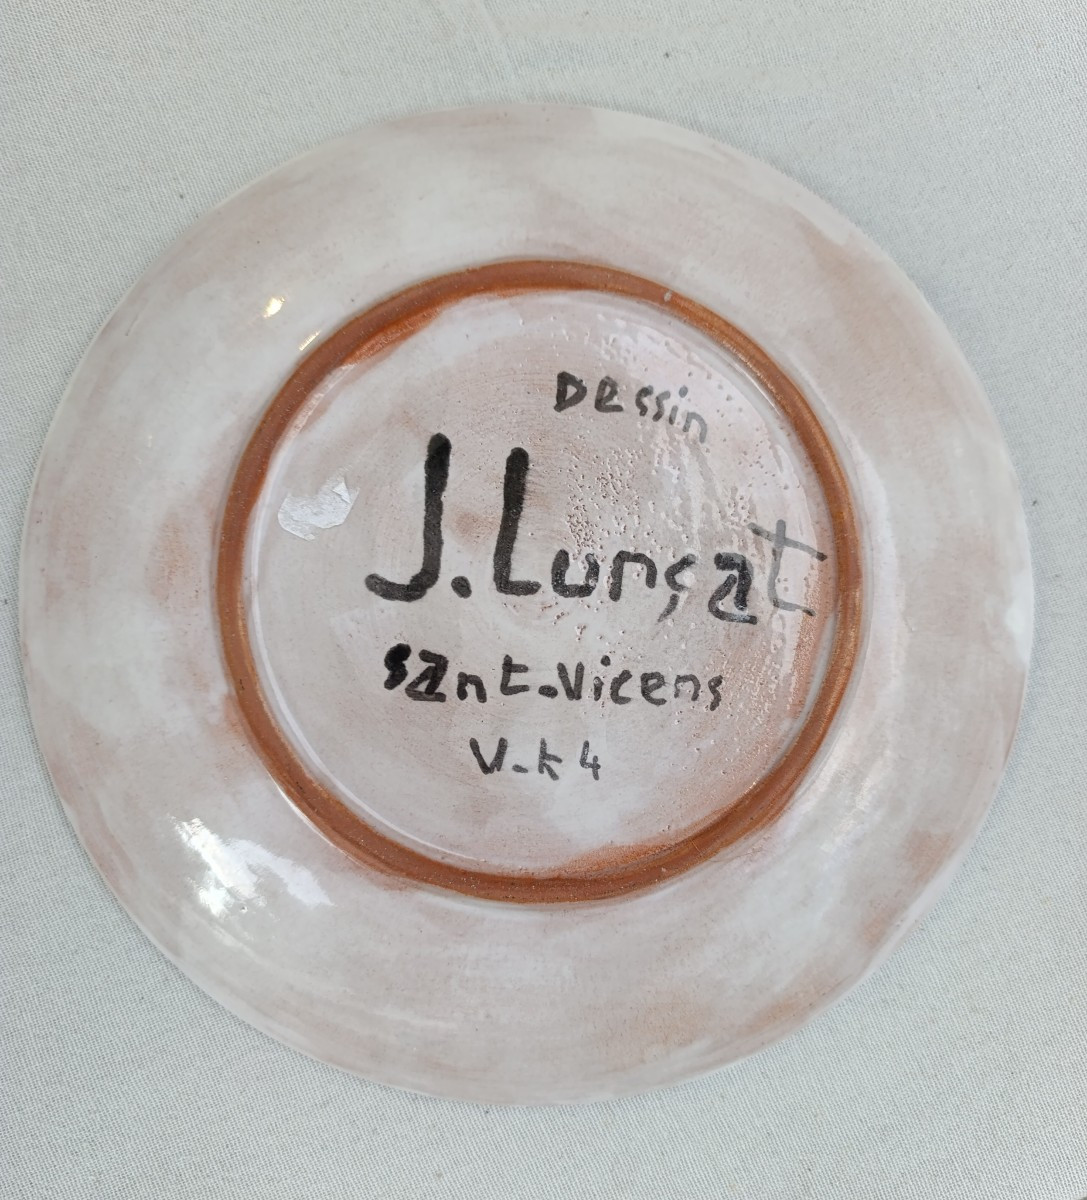 Dessin
J. Lurçat
sant-Vicens
V-k 4